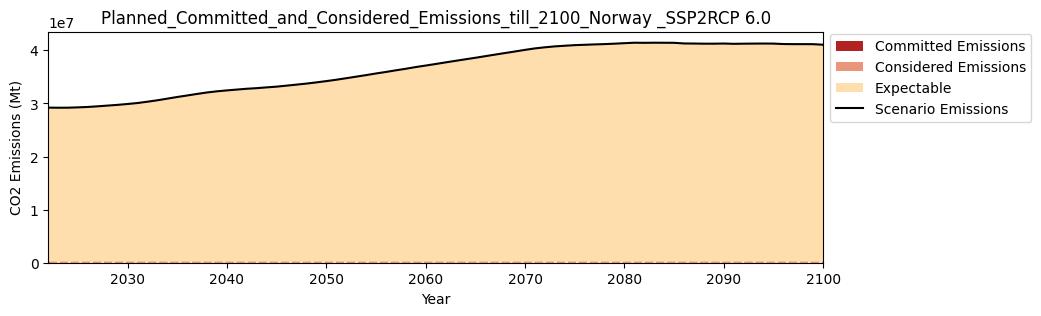 Planned_Committed_and_Considered_Emissions_till_2100_Norway _SSP2RCP 6.0
1e7
4
3
2
1
0
CO2 Emissions (Mt)
2030 2040 2050 2060 2070 2080 2090 2100
Year
Committed Emissions
Considered Emissions
Expectable
Scenario Emissions